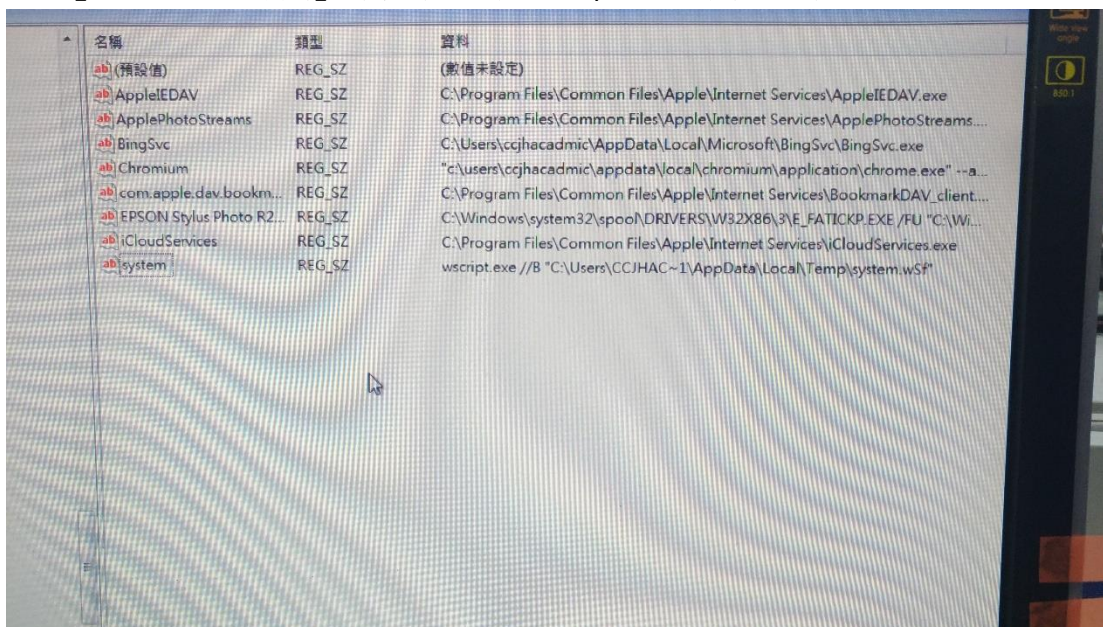 名稱 類型 資料
(預設值) REG_SZ (數值未設定)
AppleIEDAV REG_SZ C:\Program Files\Common Files\Apple\Internet Services\AppleIEDAV.exe
ApplePhotoStreams REG_SZ C:\Program Files\Common Files\Apple\Internet Services\ApplePhotoStreams....
BingSvc REG_SZ C:\Users\ccjhacadmic\AppData\Local\Microsoft\BingSvc\BingSvc.exe
Chromium REG_SZ "c:\users\ccjhacadmic\appdata\local\chromium\application\chrome.exe" --a...
com.apple.dav.bookm... REG_SZ C:\Program Files\Common Files\Apple\Internet Services\BookmarkDAV_client....
EPSON Stylus Photo R2... REG_SZ C:\Windows\system32\spool\DRIVERS\W32X86\3\E_FATICKP.EXE /FU "C:\Wi...
iCloudServices REG_SZ C:\Program Files\Common Files\Apple\Internet Services\iCloudServices.exe
system REG_SZ wscript.exe //B "C:\Users\CCJHAC~1\AppData\Local\Temp\system.wSf"
Wide view
angle
850:1